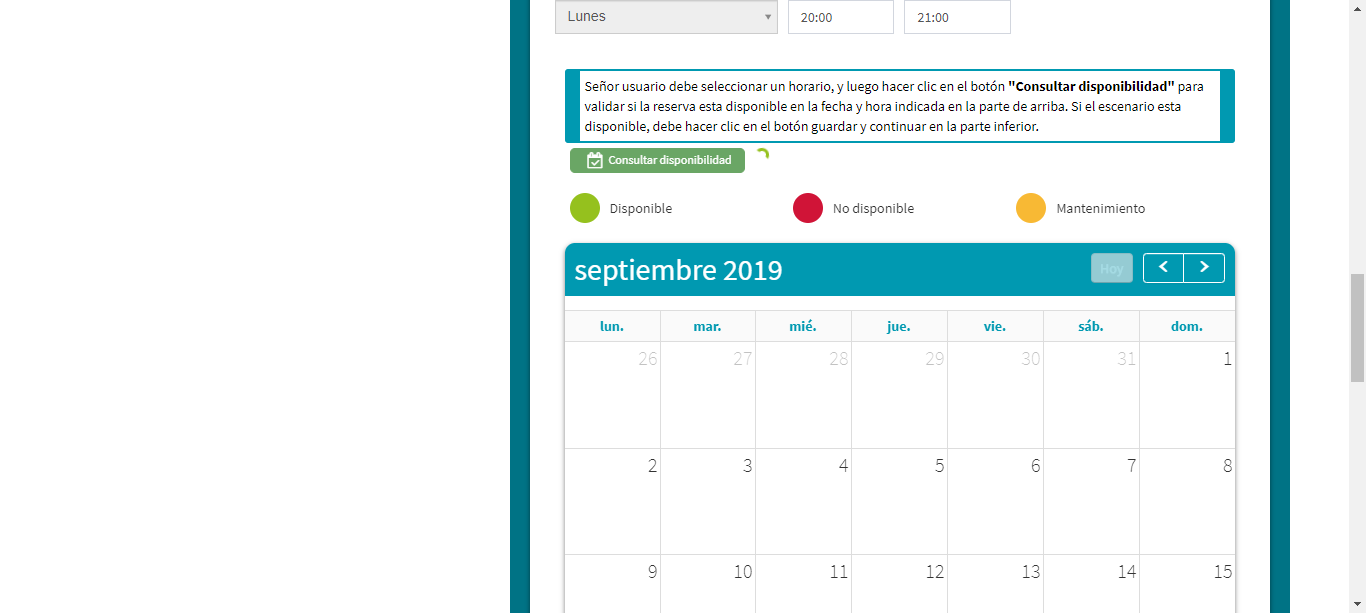 Lunes 20:00 21:00
Señor usuario debe seleccionar un horario, y luego hacer clic en el botón "Consultar disponibilidad" para
validar si la reserva esta disponible en la fecha y hora indicada en la parte de arriba. Si el escenario esta
disponible, debe hacer clic en el botón guardar y continuar en la parte inferior.
Consultar disponibilidad
Disponible No disponible Mantenimiento
septiembre 2019 Hoy
lun. mar. mié. jue. vie. sáb. dom.
26 27 28 29 30 31 1
2 3 4 5 6 7 8
9 10 11 12 13 14 15